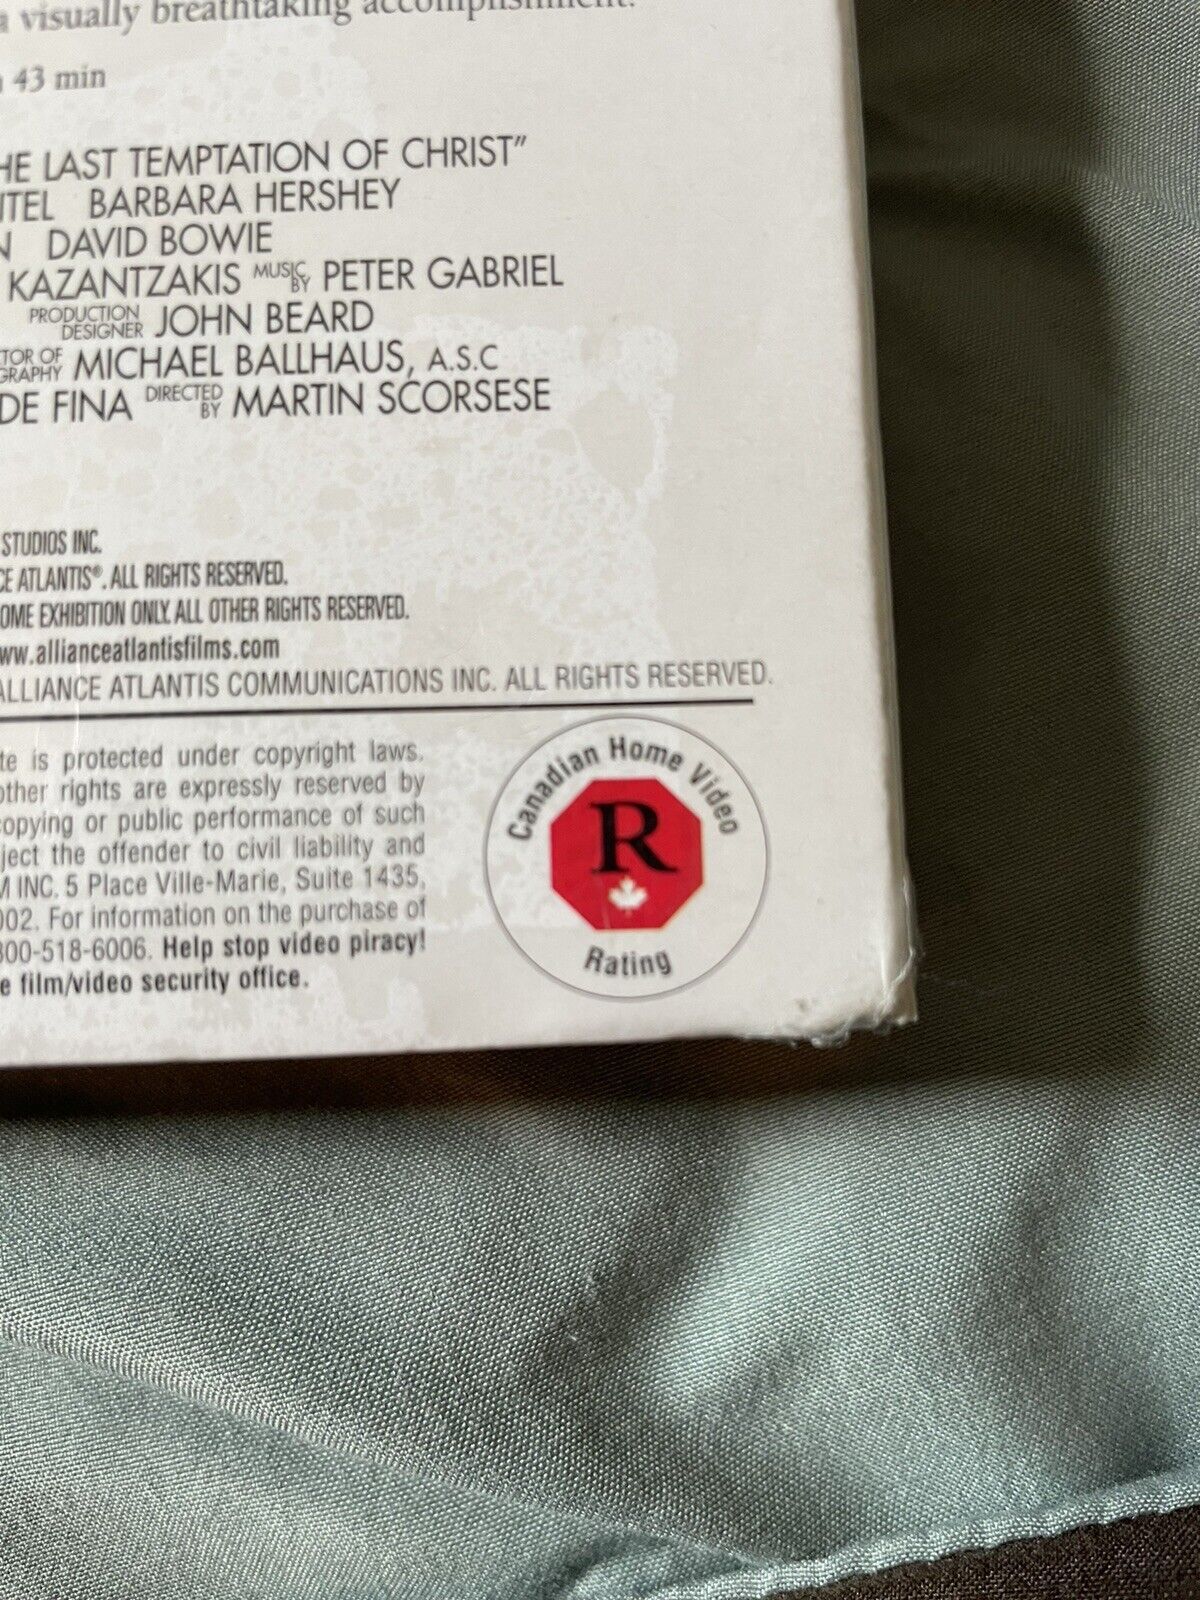 a visually breathtaking accomplishment.
43 min
HE LAST TEMPTATION OF CHRIST”
ITEL BARBARA HERSHEY
N DAVID BOWIE
KAZANTZAKIS MUSIC BY PETER GABRIEL
PRODUCTION DESIGNER JOHN BEARD
TOR OF GRAPHY MICHAEL BALLHAUS, A.S.C
DE FINA DIRECTED BY MARTIN SCORSESE
STUDIOS INC.
CE ATLANTIS®. ALL RIGHTS RESERVED.
OME EXHIBITION ONLY. ALL OTHER RIGHTS RESERVED.
ww.allianceatlantisfilms.com
ALLIANCE ATLANTIS COMMUNICATIONS INC. ALL RIGHTS RESERVED.
te is protected under copyright laws.
other rights are expressly reserved by
copying or public performance of such
ject the offender to civil liability and
M INC. 5 Place Ville-Marie, Suite 1435,
002. For information on the purchase of
800-518-6006. Help stop video piracy!
e film/video security office.
Canadian Home Video
R
Rating